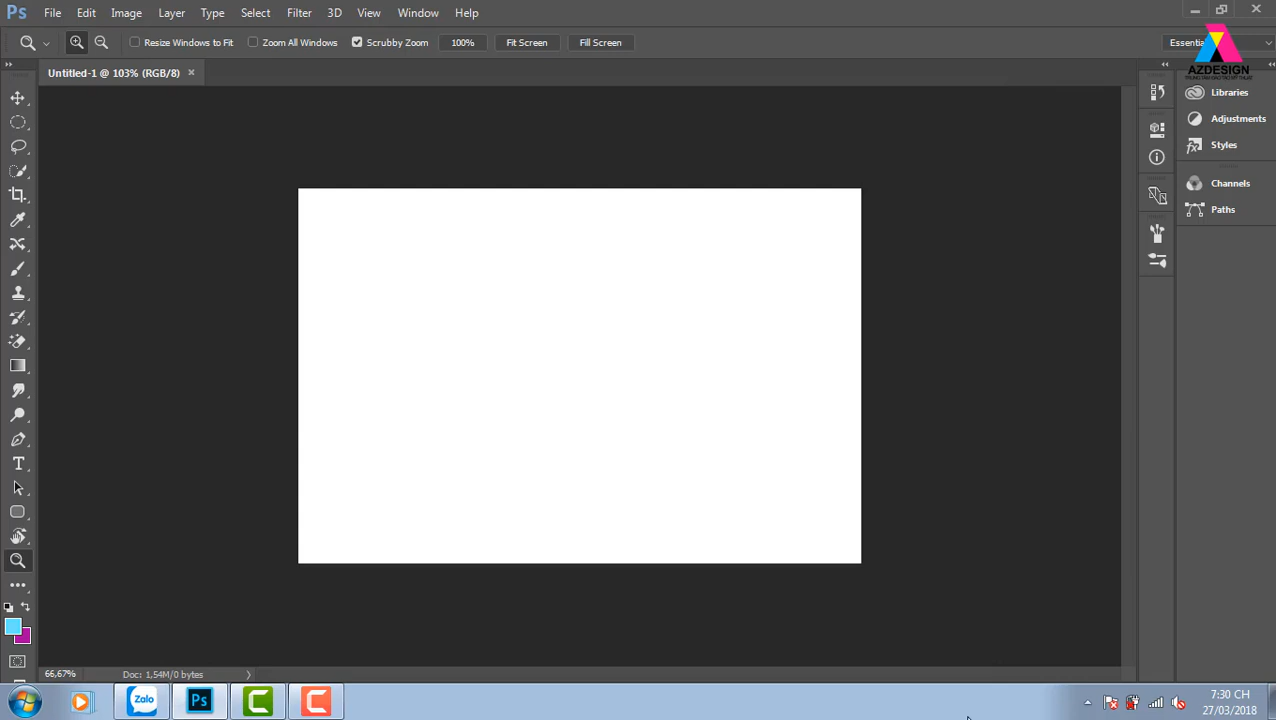 Ps File Edit Image Layer Type Select Filter 3D View Window Help
Resize Windows to Fit Zoom All Windows Scrubby Zoom 100% Fit Screen Fill Screen
AZDESIGN
Untitled-1 @ 103% (RGB/8) ×
Libraries
Adjustments
fx Styles
Channels
Paths
T
66,67% Doc: 1,54M/0 bytes
Zalo Ps C C
7:30 CH
27/03/2018